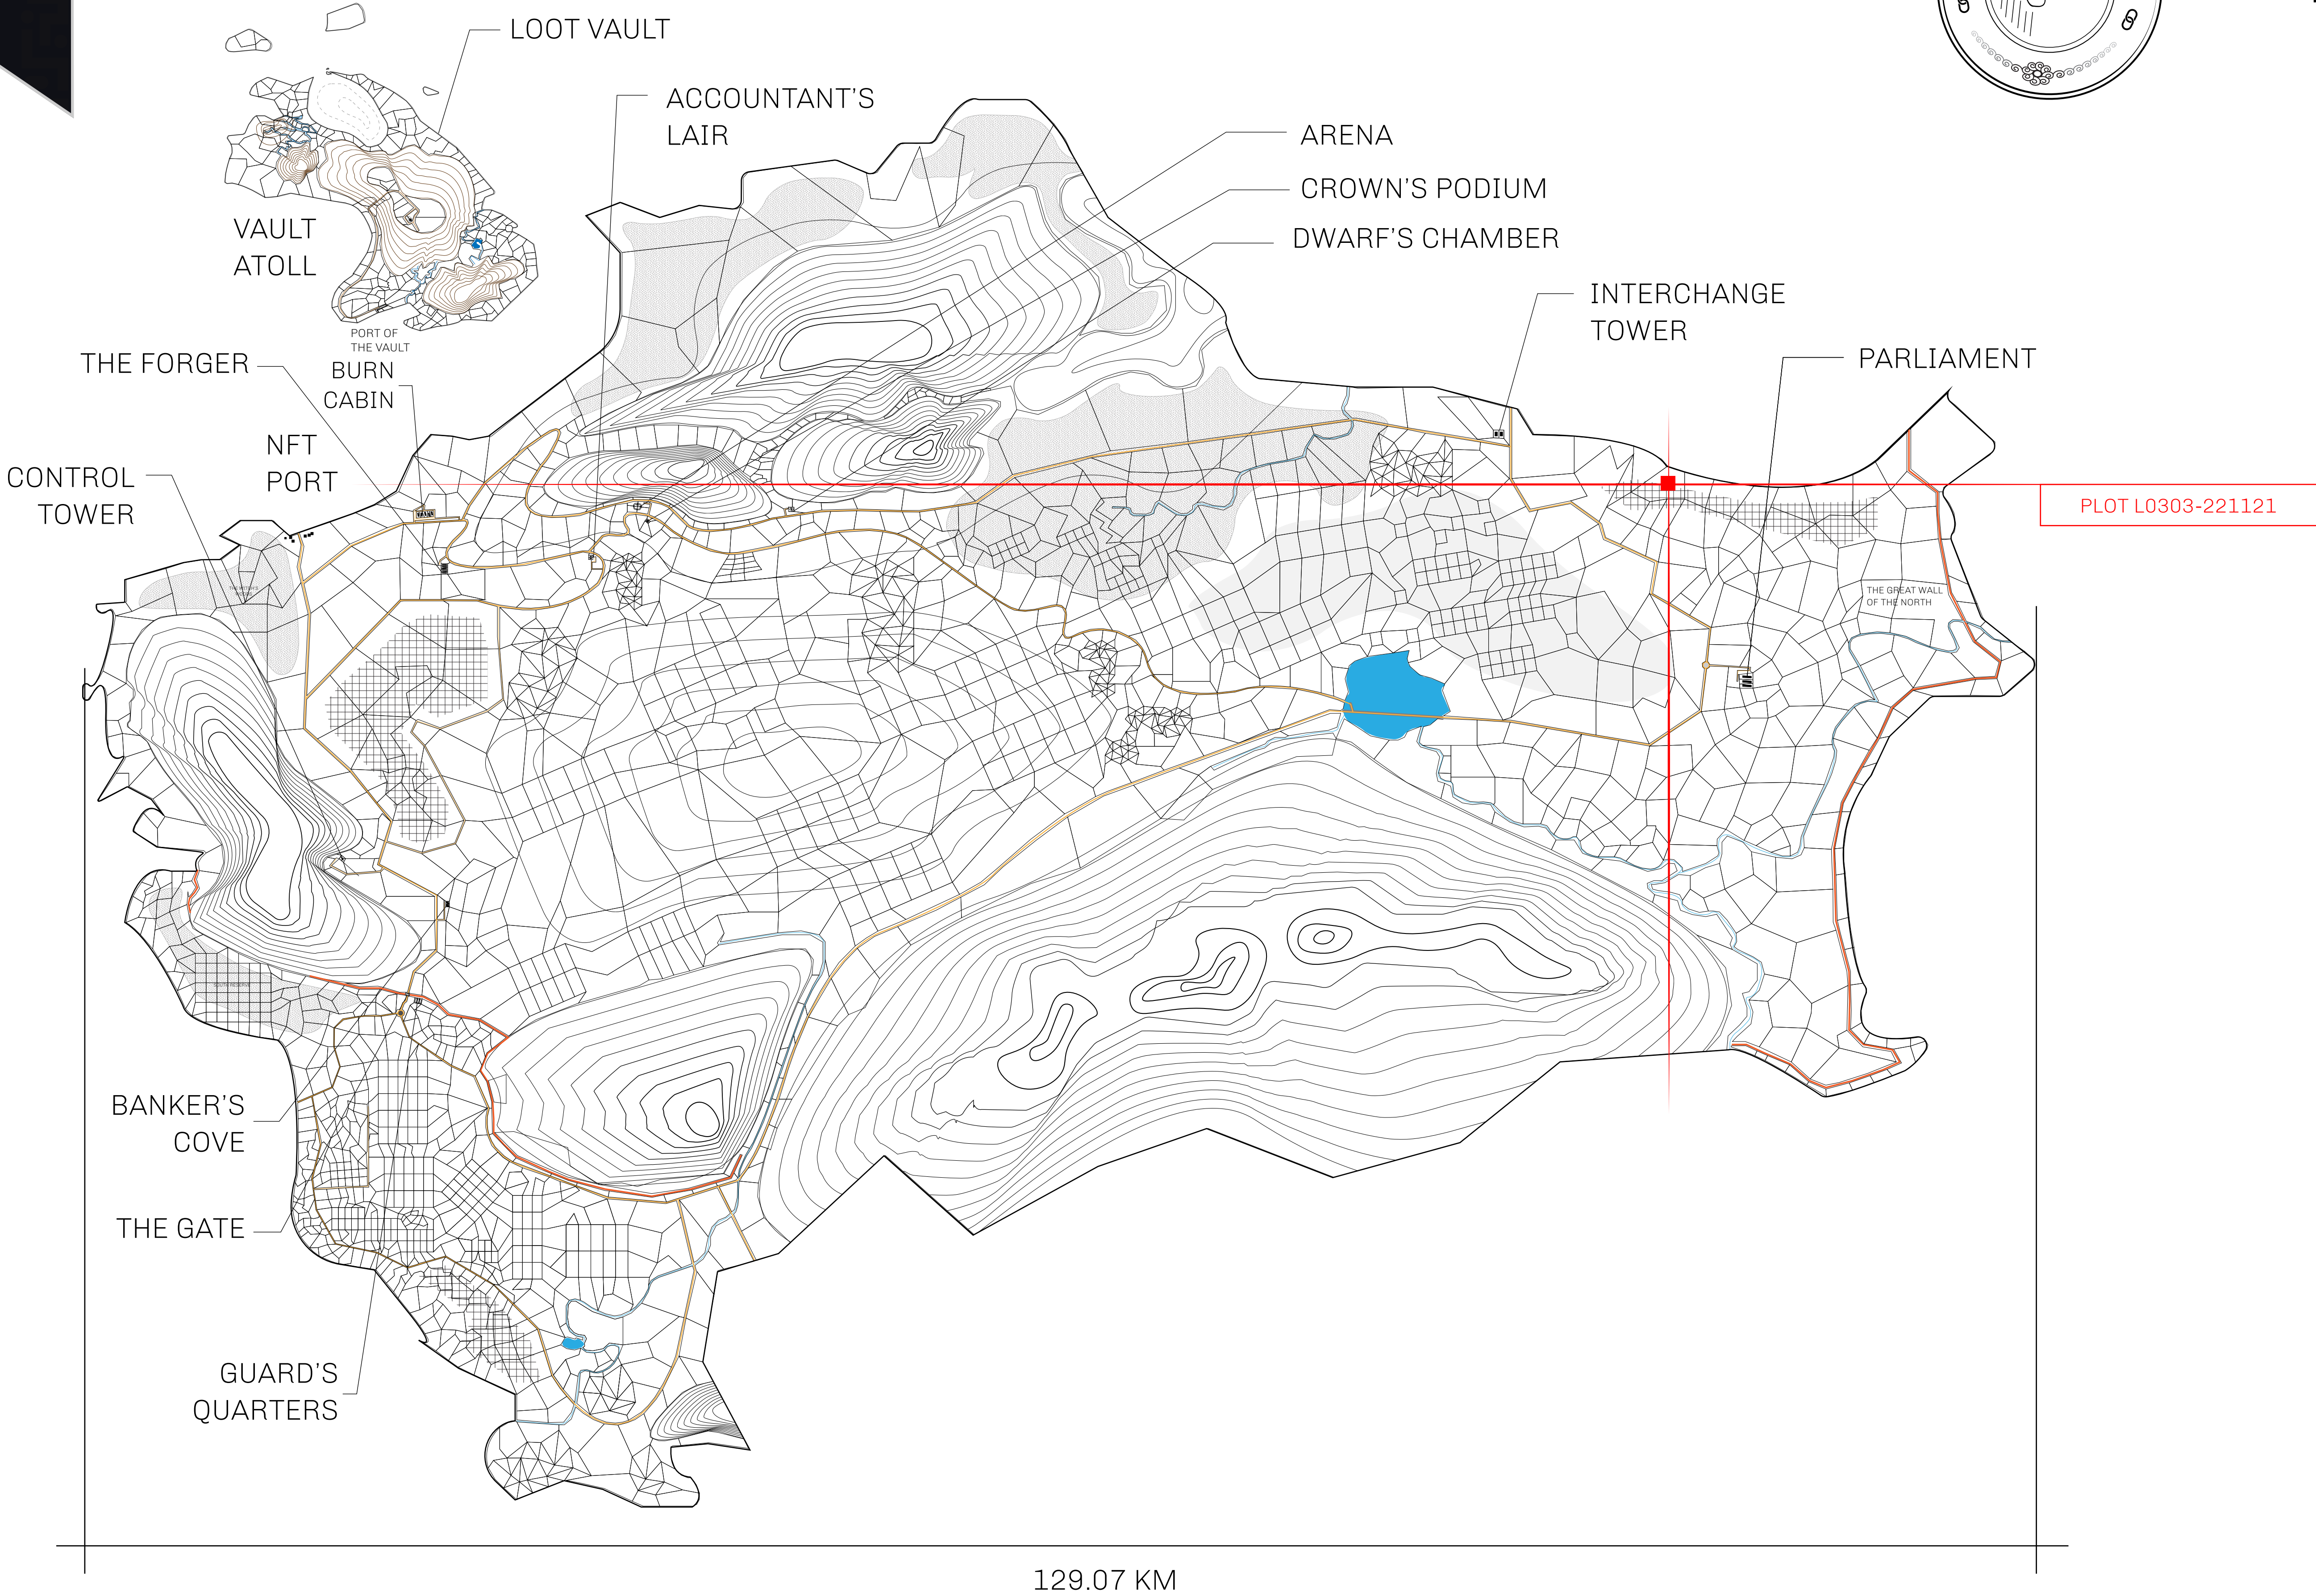 LOOT VAULT
ACCOUNTANT'S
LAIR
ARENA
CROWN'S PODIUM
DWARF'S CHAMBER
VAULT
ATOLL
INTERCHANGE
TOWER
PORT OF
THE VAULT
THE FORGER
BURN
CABIN
PARLIAMENT
NFT
PORT
CONTROL
TOWER
PLOT L0303-221121
THE GREAT WALL
OF THE NORTH
SOUTH RESERVE
BANKER'S
COVE
THE GATE
GUARD'S
QUARTERS
129.07 KM